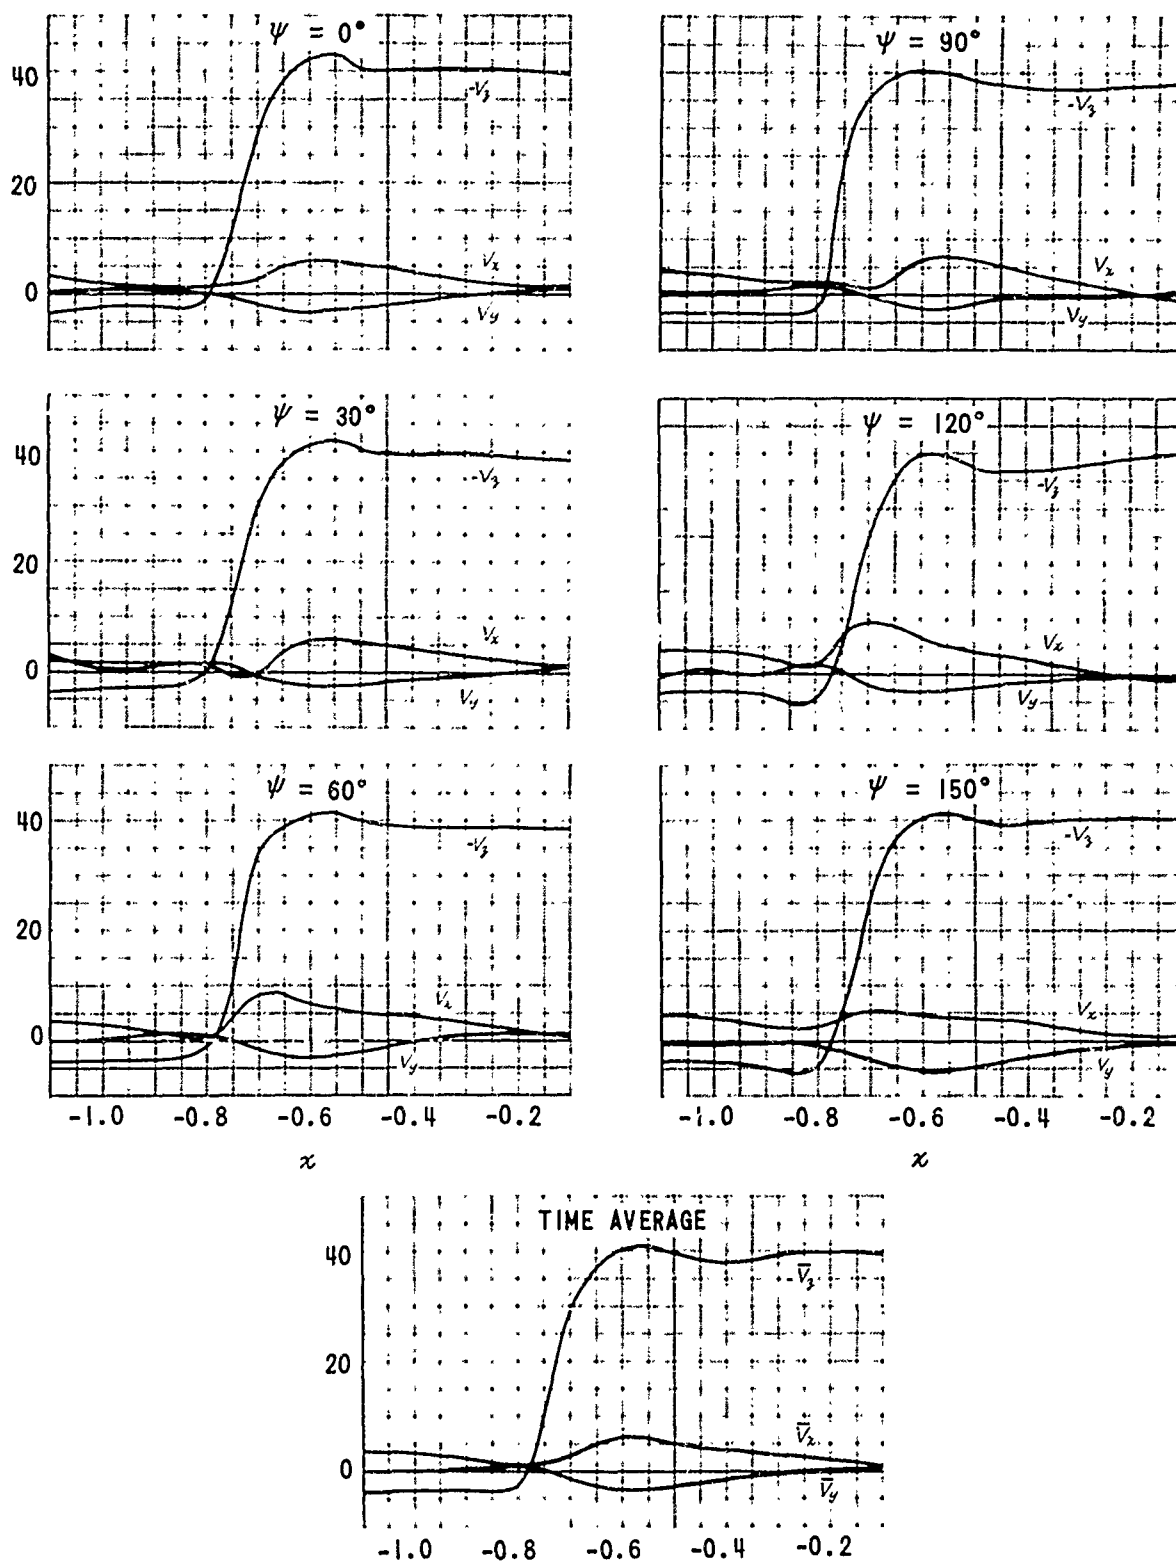 ψ = 0°
40
20
0
-V_z
V_x
V_y
ψ = 90°
-V_z
V_x
V_y
ψ = 30°
40
20
0
-V_z
V_x
V_y
ψ = 120°
-V_z
V_x
V_y
ψ = 60°
40
20
0
-V_z
V_x
V_y
-1.0 -0.8 -0.6 -0.4 -0.2
x
ψ = 150°
-V_z
V_x
V_y
-1.0 -0.8 -0.6 -0.4 -0.2
x
TIME AVERAGE
40
20
0
-V̅_z
V̅_x
V̅_y
-1.0 -0.8 -0.6 -0.4 -0.2